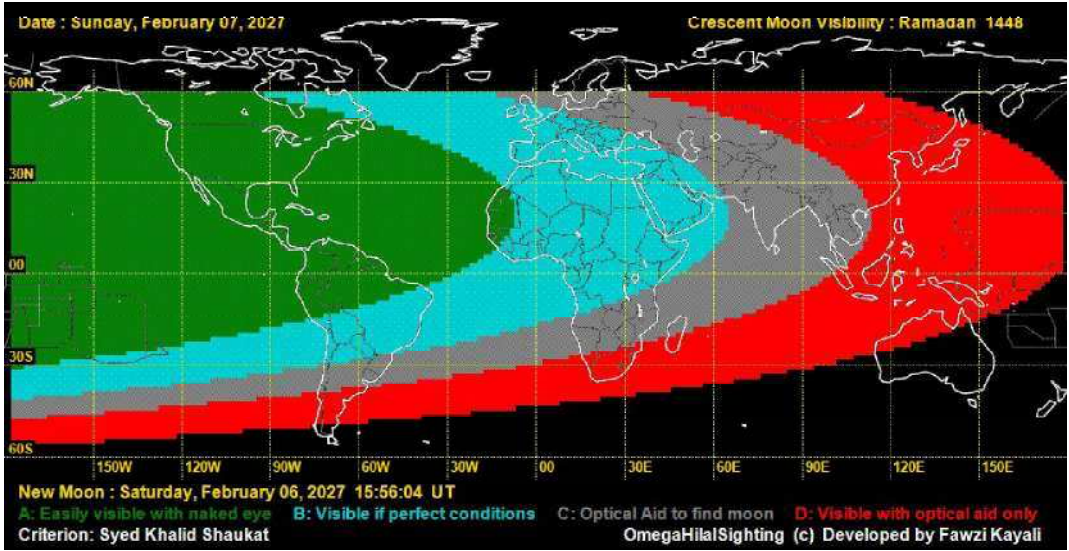 Date : Sunday, February 07, 2027
Crescent Moon Visibility : Ramadan 1448
60N
30N
00
30S
60S
150W 120W 90W 60W 30W 00 30E 60E 90E 120E 150E
New Moon : Saturday, February 06, 2027 15:56:04 UT
A: Easily visible with naked eye B: Visible if perfect conditions C: Optical Aid to find moon D: Visible with optical aid only
Criterion: Syed Khalid Shaukat OmegaHilalSighting (c) Developed by Fawzi Kayali